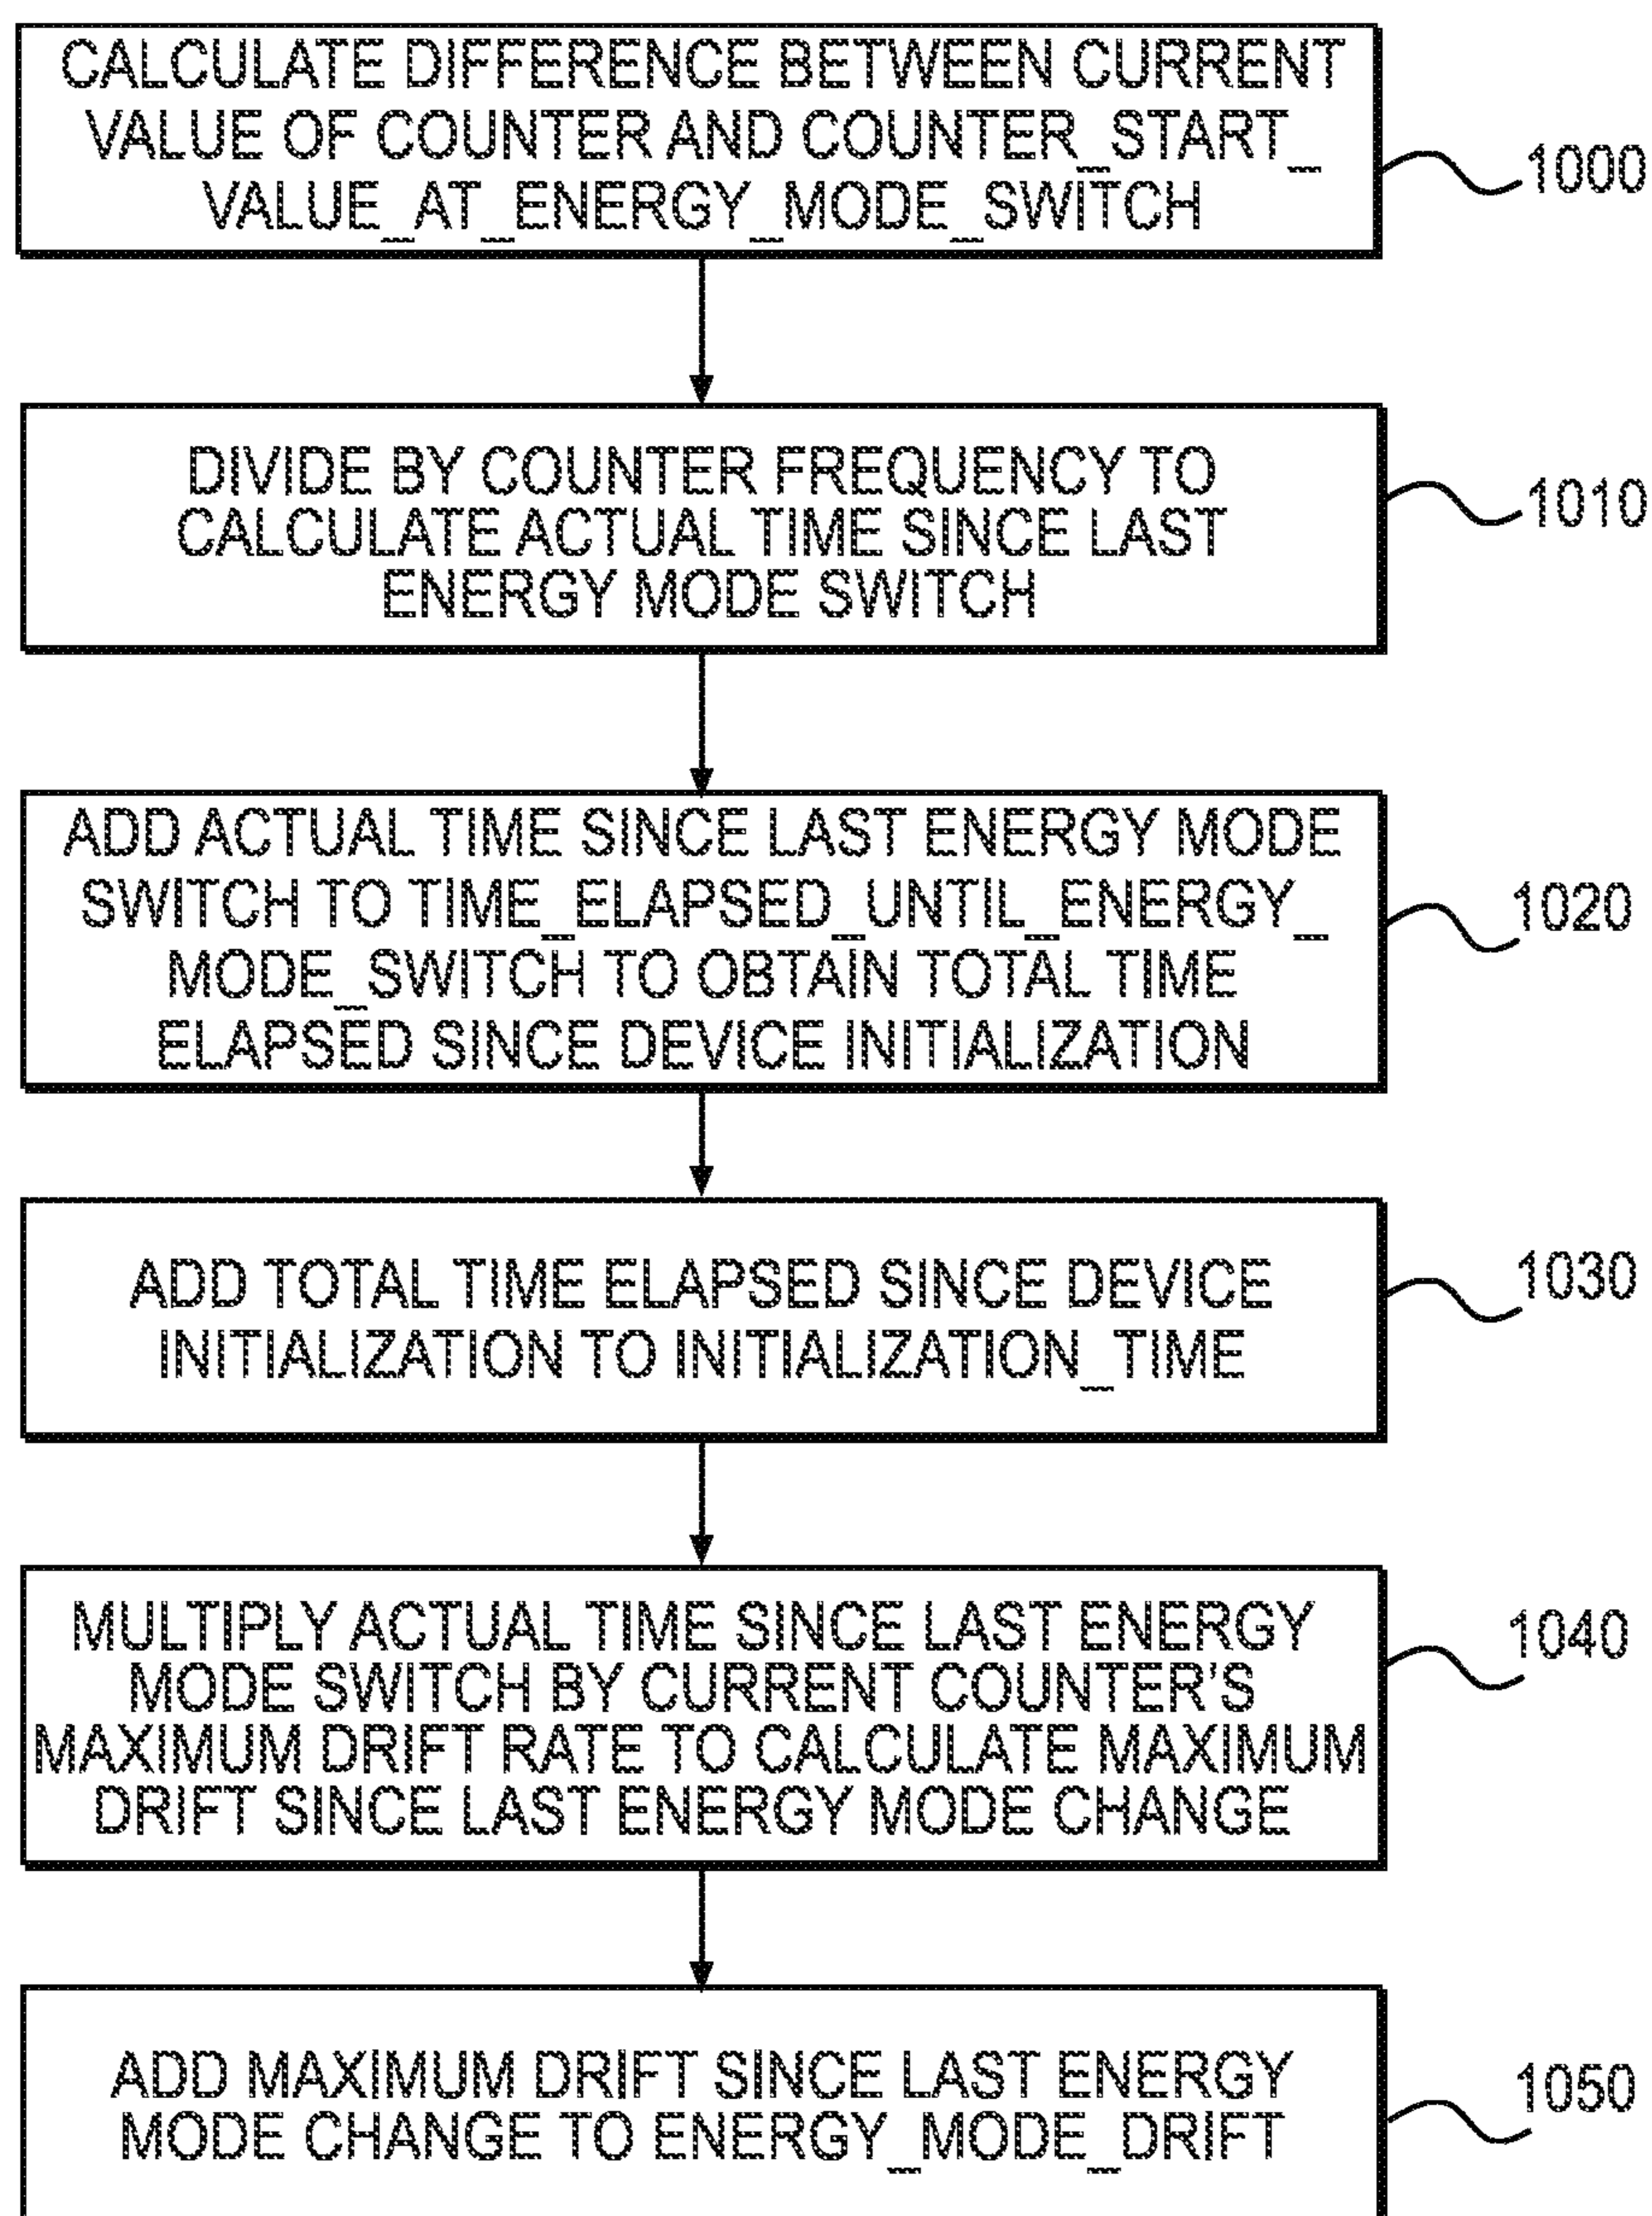 CALCULATE DIFFERENCE BETWEEN CURRENT
VALUE OF COUNTER AND COUNTER_START_
VALUE_AT_ENERGY_MODE_SWITCH
1000
DIVIDE BY COUNTER FREQUENCY TO
CALCULATE ACTUAL TIME SINCE LAST
ENERGY MODE SWITCH
1010
ADD ACTUAL TIME SINCE LAST ENERGY MODE
SWITCH TO TIME_ELAPSED_UNTIL_ENERGY_
MODE_SWITCH TO OBTAIN TOTAL TIME
ELAPSED SINCE DEVICE INITIALIZATION
1020
ADD TOTAL TIME ELAPSED SINCE DEVICE
INITIALIZATION TO INITIALIZATION_TIME
1030
MULTIPLY ACTUAL TIME SINCE LAST ENERGY
MODE SWITCH BY CURRENT COUNTER'S
MAXIMUM DRIFT RATE TO CALCULATE MAXIMUM
DRIFT SINCE LAST ENERGY MODE CHANGE
1040
ADD MAXIMUM DRIFT SINCE LAST ENERGY
MODE CHANGE TO ENERGY_MODE_DRIFT
1050